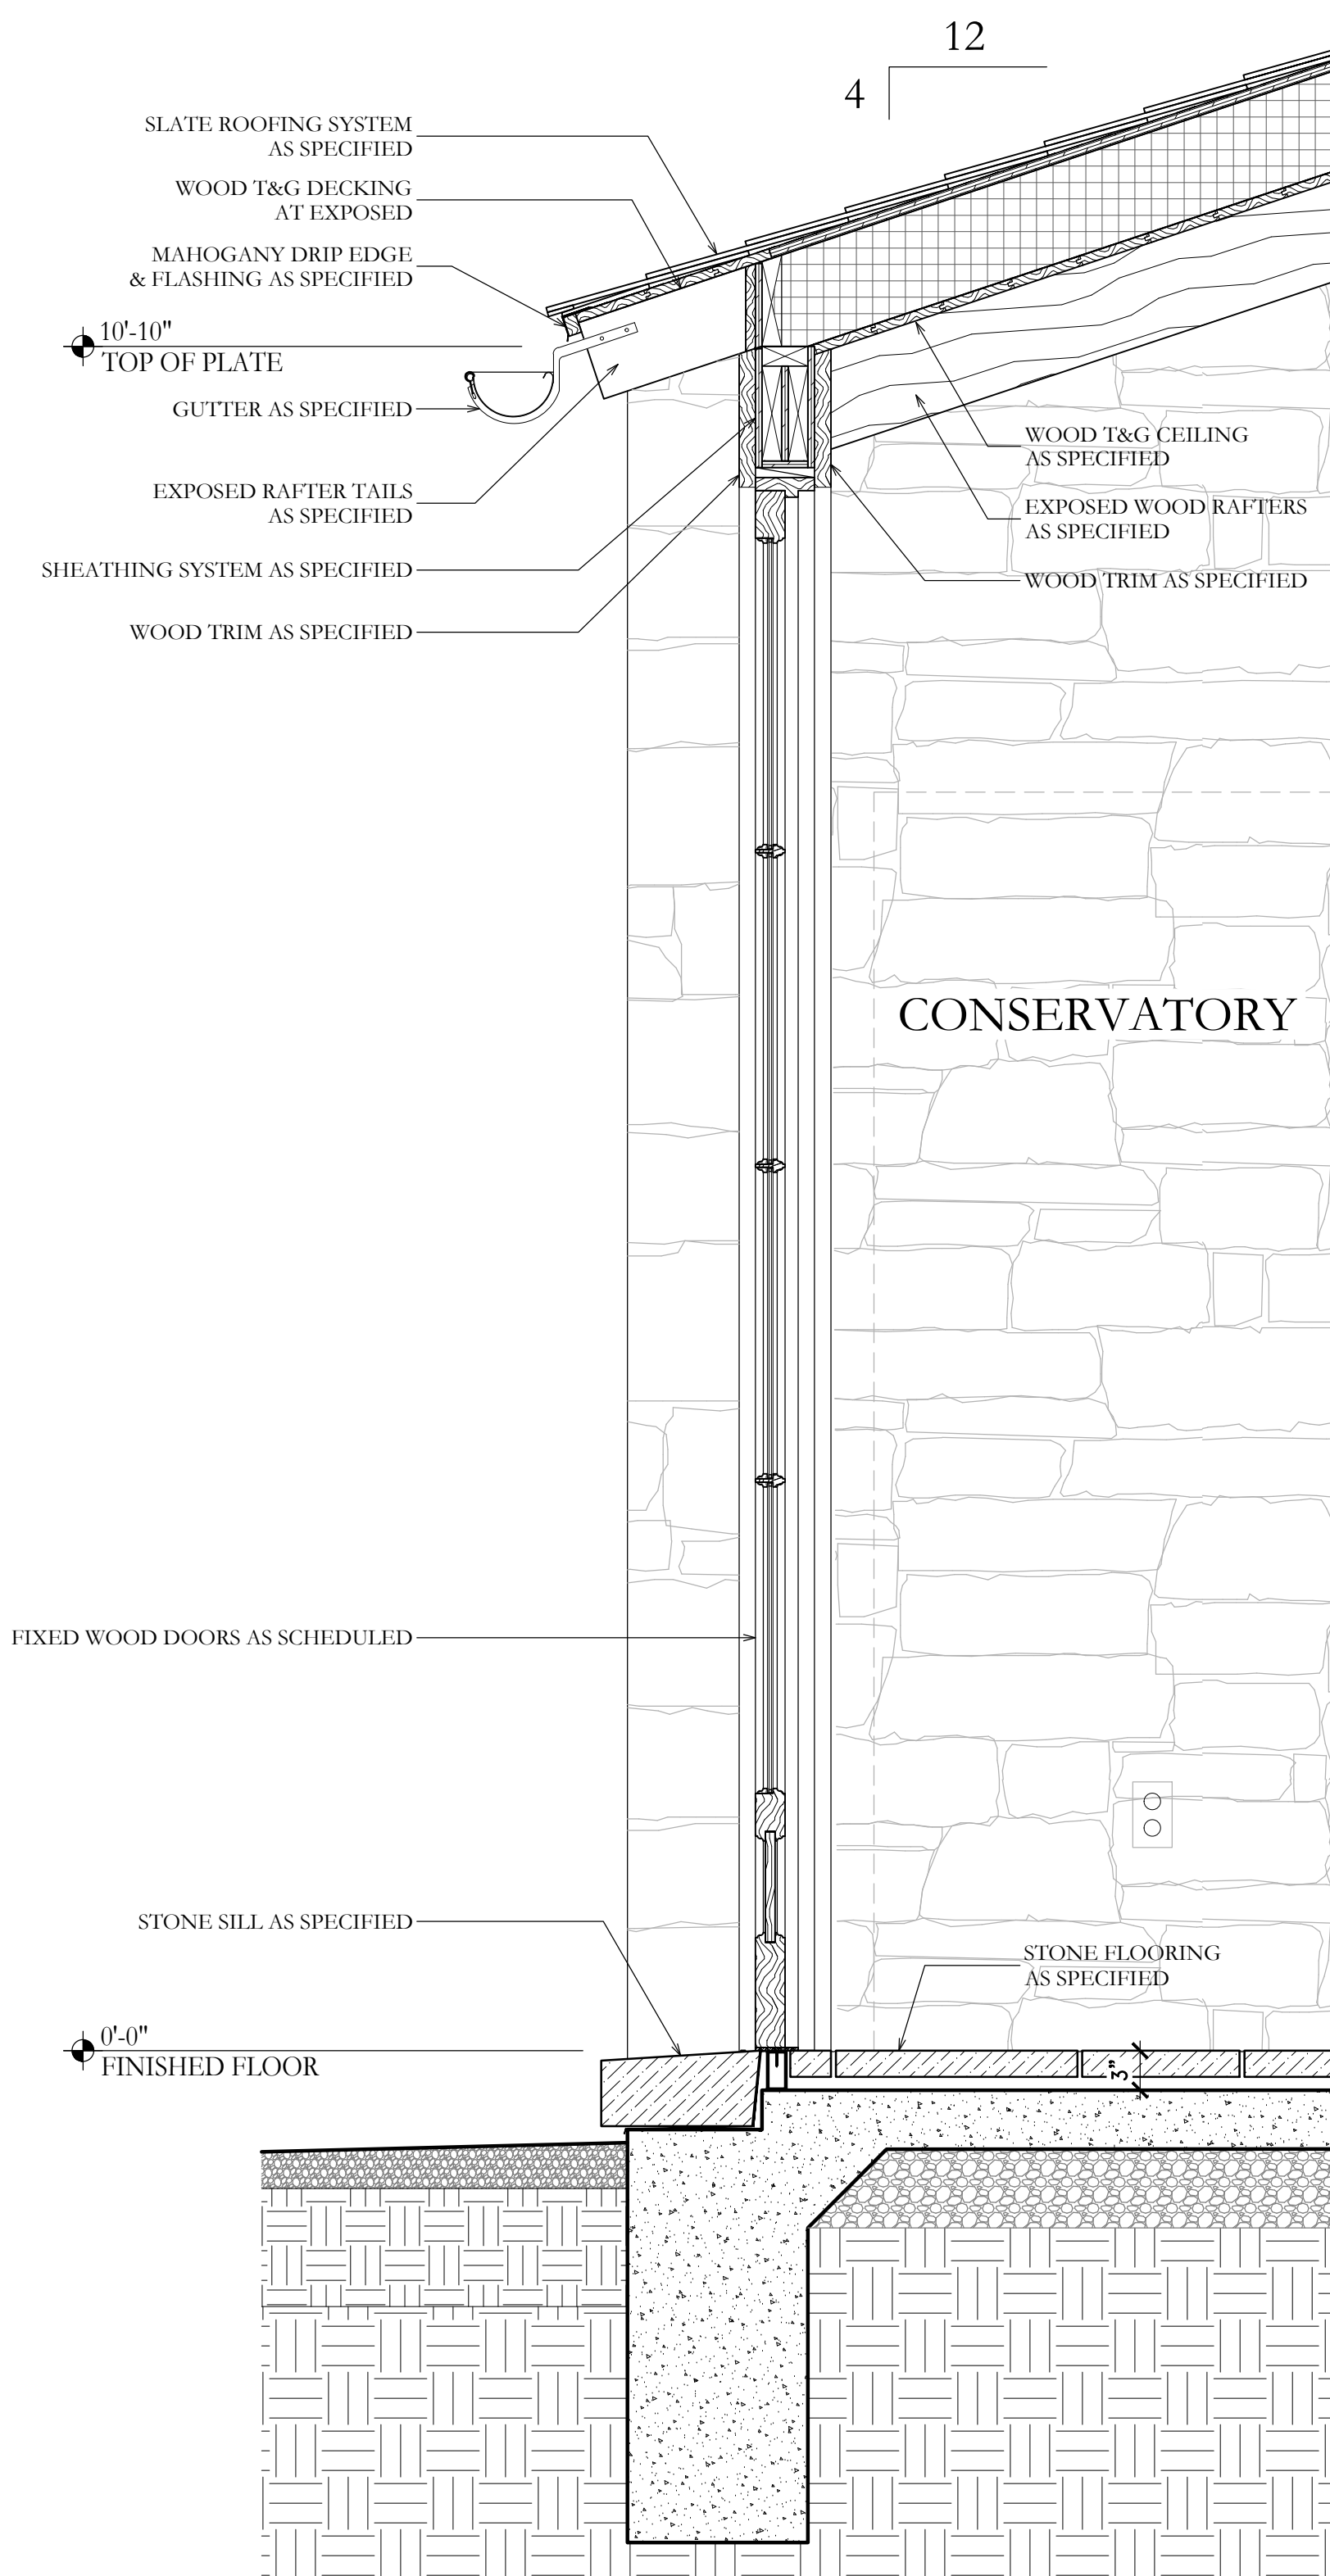 12
4
SLATE ROOFING SYSTEM
AS SPECIFIED
WOOD T&G DECKING
AT EXPOSED
MAHOGANY DRIP EDGE
& FLASHING AS SPECIFIED
10'-10"
TOP OF PLATE
GUTTER AS SPECIFIED
WOOD T&G CEILING
AS SPECIFIED
EXPOSED RAFTER TAILS
AS SPECIFIED
EXPOSED WOOD RAFTERS
AS SPECIFIED
SHEATHING SYSTEM AS SPECIFIED
WOOD TRIM AS SPECIFIED
WOOD TRIM AS SPECIFIED
CONSERVATORY
FIXED WOOD DOORS AS SCHEDULED
STONE SILL AS SPECIFIED
STONE FLOORING
AS SPECIFIED
0'-0"
FINISHED FLOOR
3"